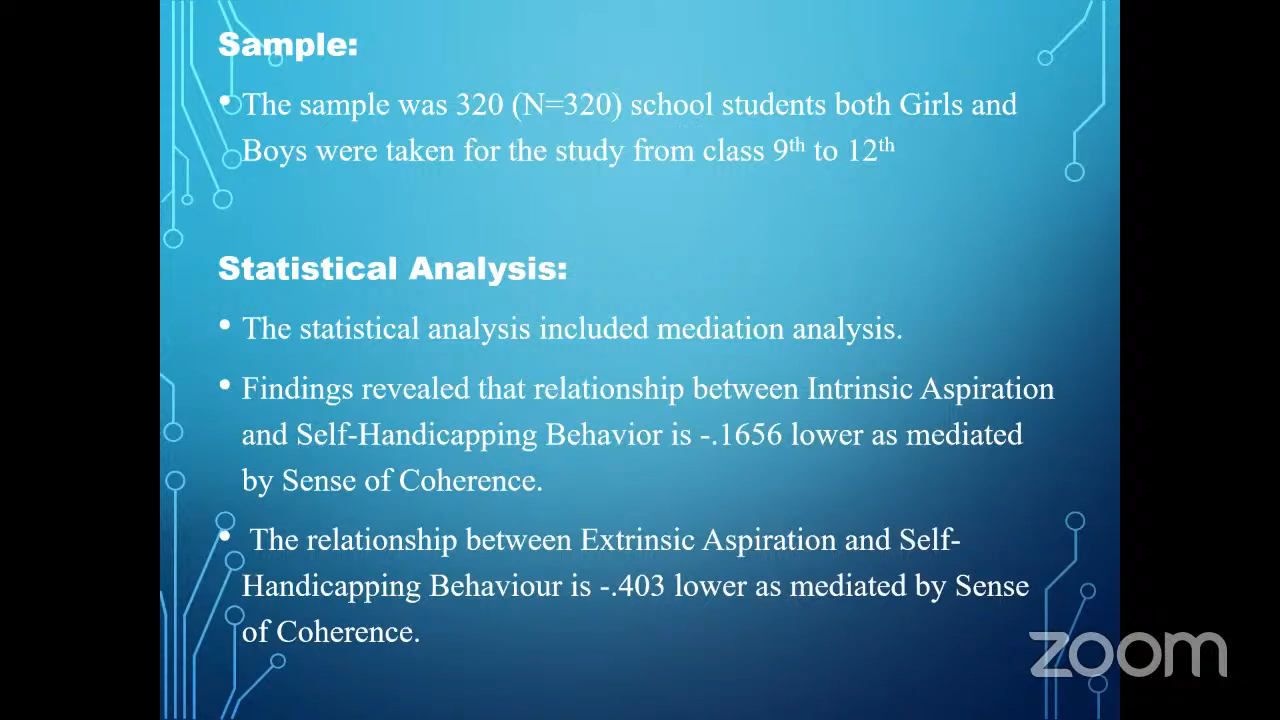 Sample:
• The sample was 320 (N=320) school students both Girls and
Boys were taken for the study from class 9th to 12th
Statistical Analysis:
• The statistical analysis included mediation analysis.
• Findings revealed that relationship between Intrinsic Aspiration
and Self-Handicapping Behavior is -.1656 lower as mediated
by Sense of Coherence.
• The relationship between Extrinsic Aspiration and Self-
Handicapping Behaviour is -.403 lower as mediated by Sense
of Coherence.
zoom